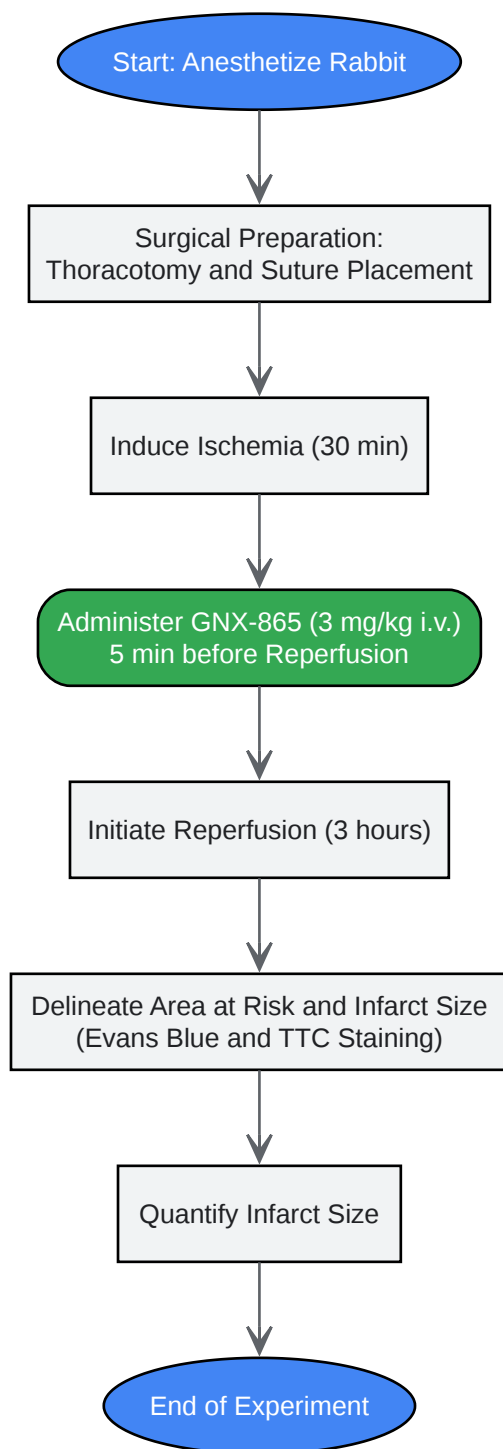 Start: Anesthetize Rabbit
Surgical Preparation:
Thoracotomy and Suture Placement
Induce Ischemia (30 min)
Administer GNX-865 (3 mg/kg i.v.)
5 min before Reperfusion
Initiate Reperfusion (3 hours)
Delineate Area at Risk and Infarct Size
(Evans Blue and TTC Staining)
Quantify Infarct Size
End of Experiment